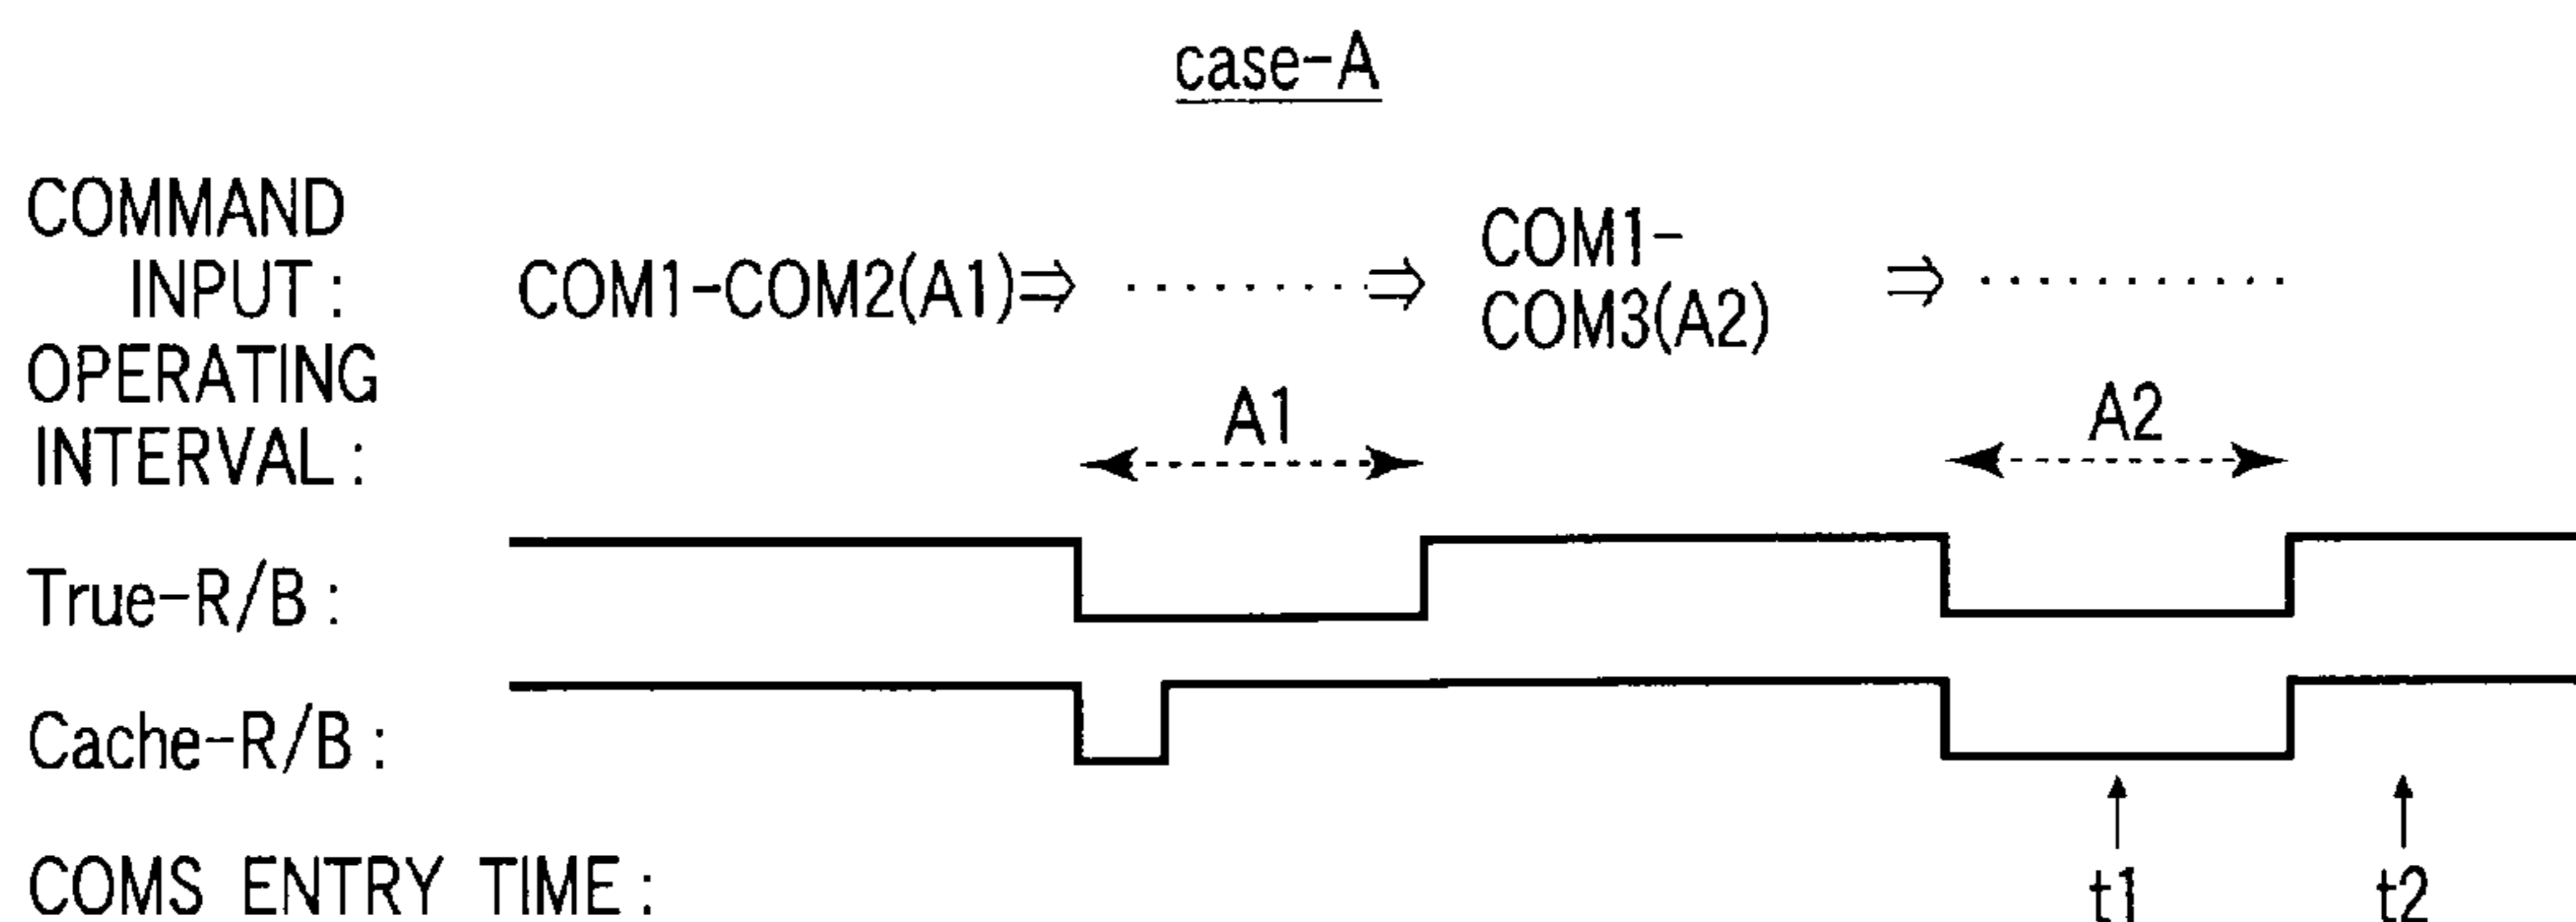 case-A
COMMAND
INPUT :
COM1-COM2(A1)⇒ ·········⇒ COM1-
COM3(A2) ⇒ ···········
OPERATING
INTERVAL :
A1
A2
True-R/B :
Cache-R/B :
COMS ENTRY TIME :
t1
t2